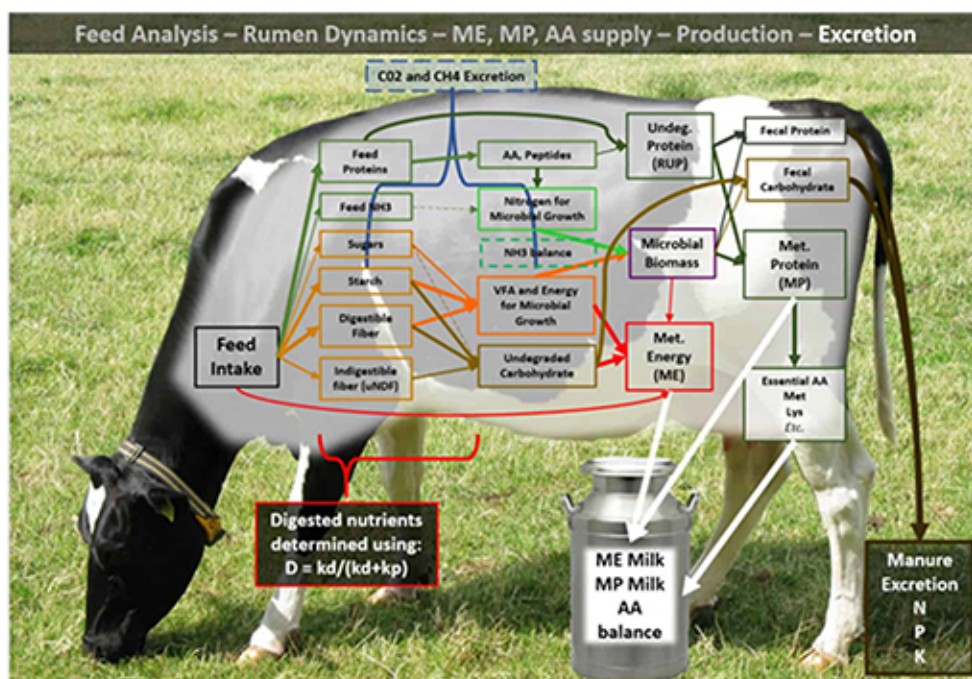 Feed Analysis – Rumen Dynamics – ME, MP, AA supply – Production – Excretion
C02 and CH4 Excretion
Feed
Proteins
AA, Peptides
Undeg.
Protein
(RUP)
Fecal Protein
Fecal
Carbohydrate
Feed NH3
Nitrogen for
Microbial Growth
Sugars
NH3 balance
Microbial
Biomass
Met.
Protein
(MP)
Starch
VFA and Energy
for Microbial
Growth
Digestible
Fiber
Feed
Intake
Indigestible
fiber (uNDF)
Undegraded
Carbohydrate
Met.
Energy
(ME)
Essential AA
Met
Lys
Etc.
Digested nutrients
determined using:
D = kd/(kd+kp)
ME Milk
MP Milk
AA
balance
Manure
Excretion
N
P
K